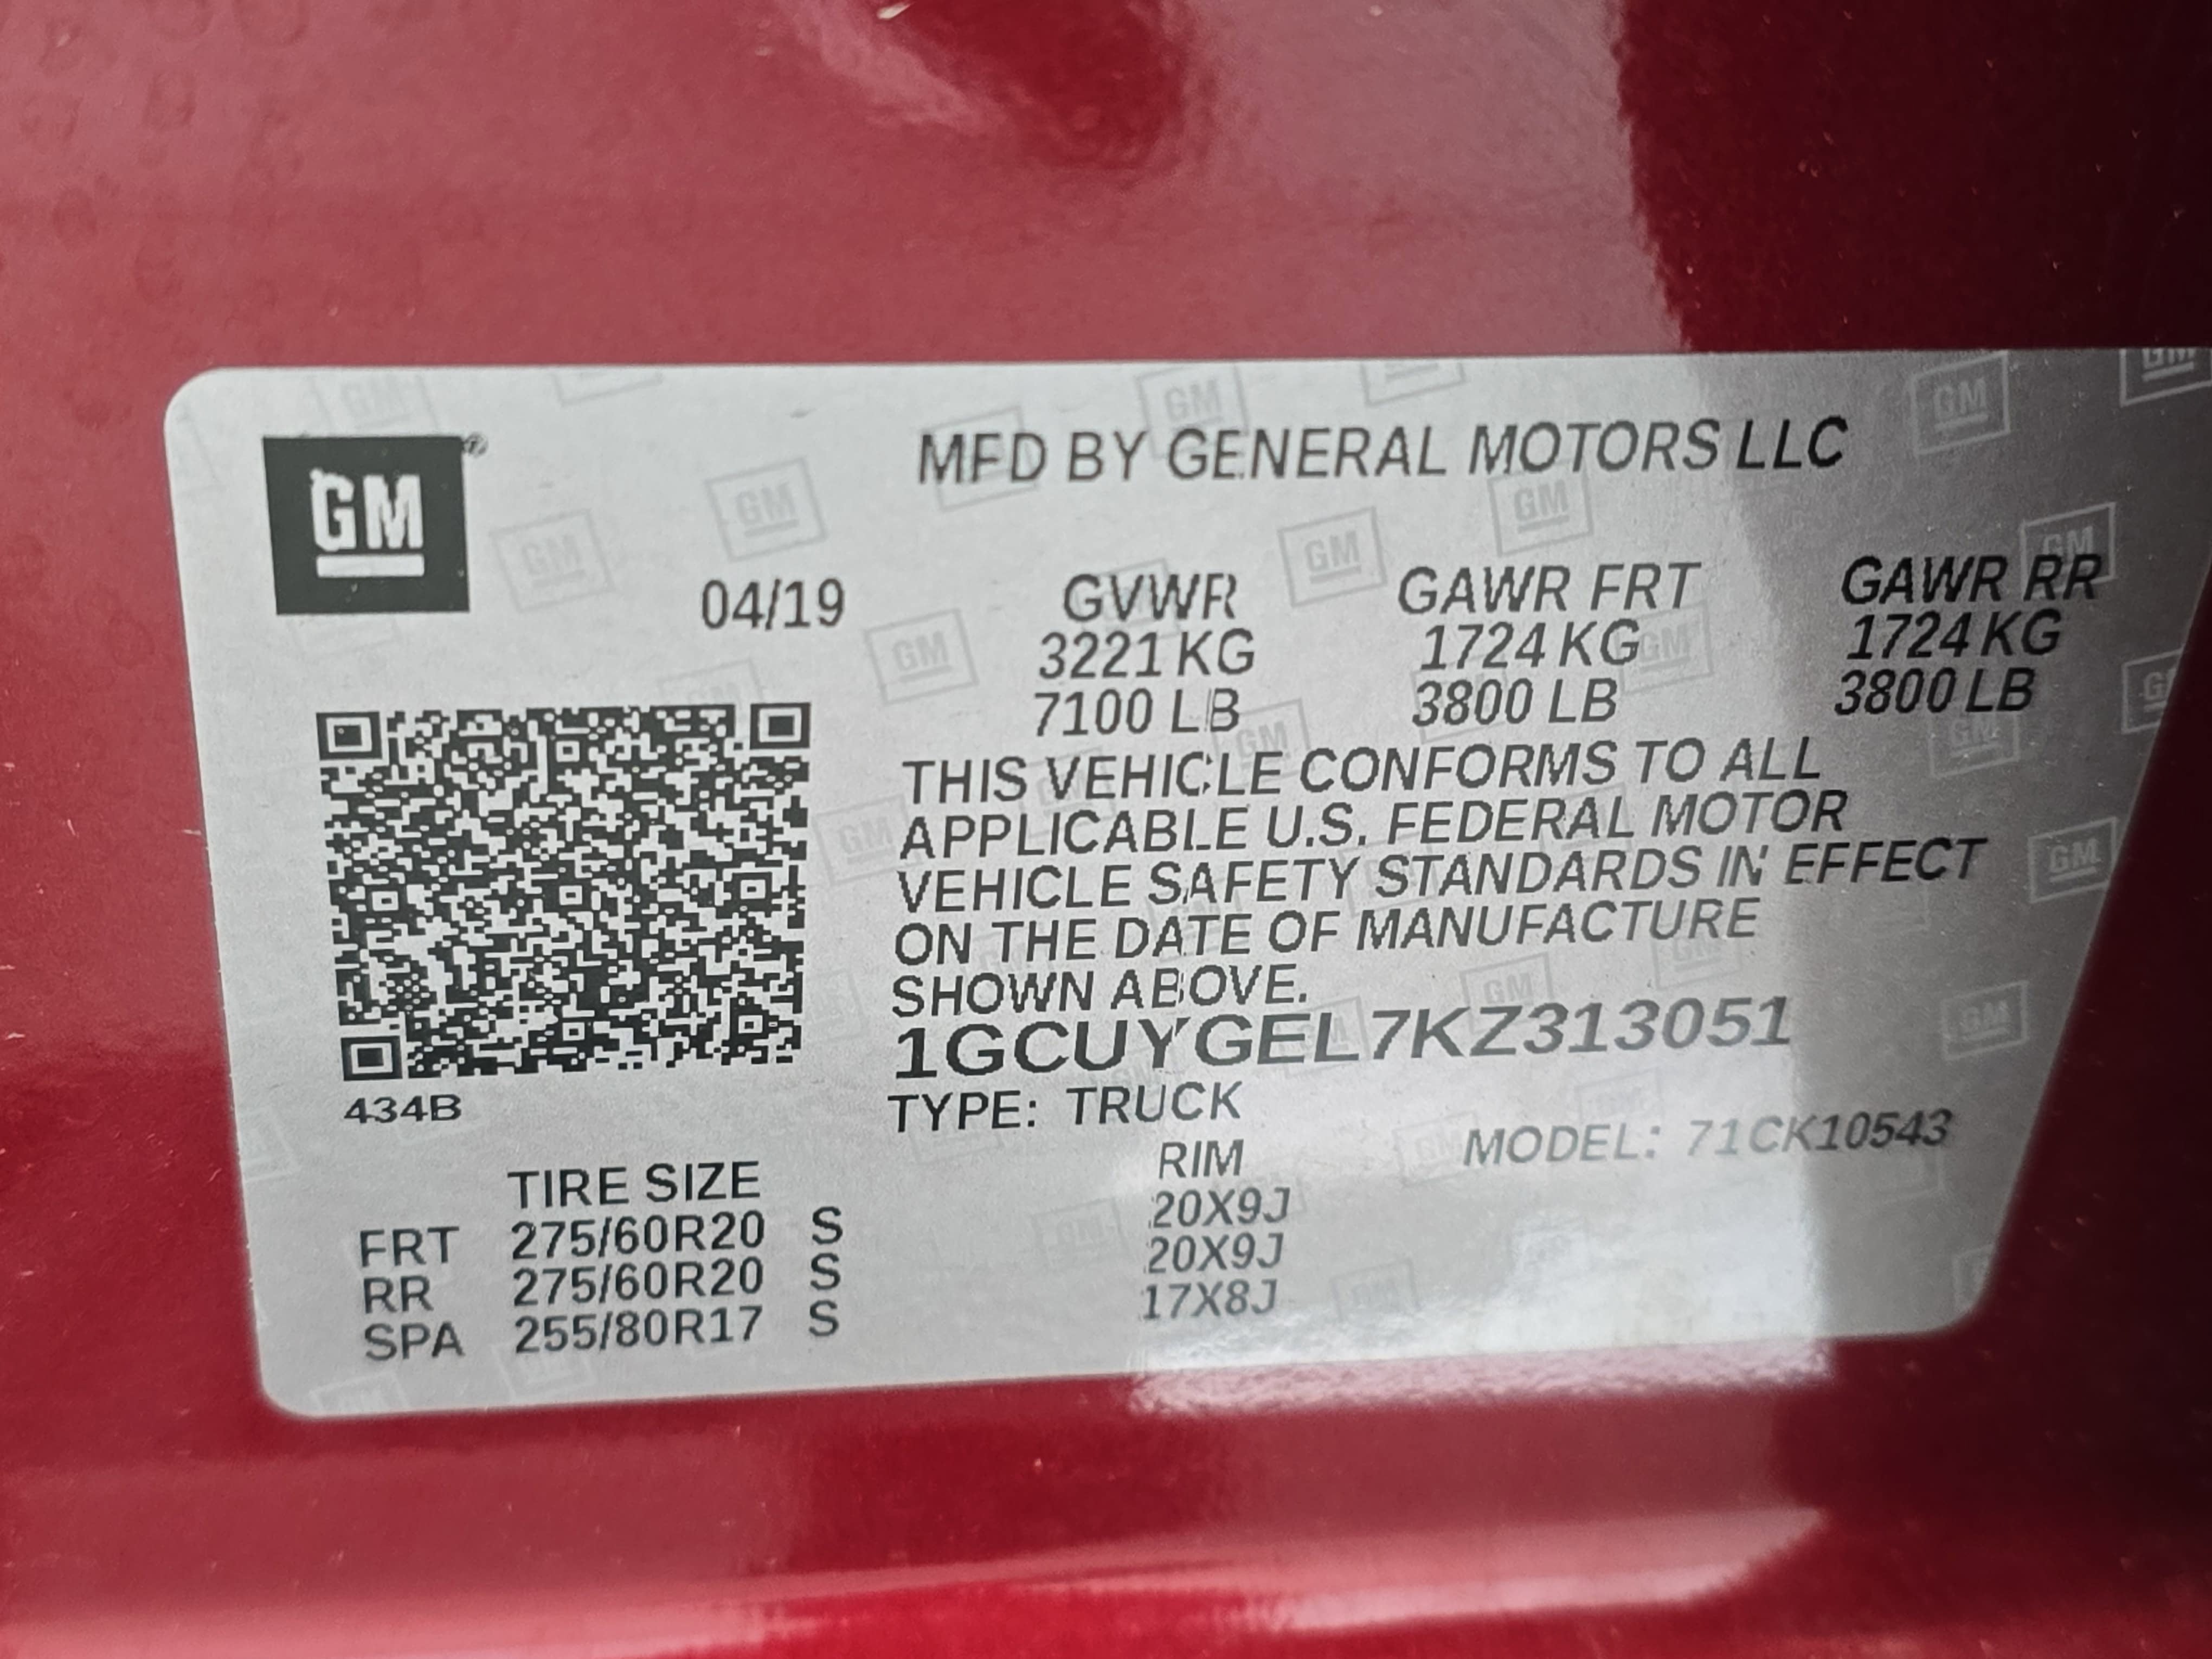 GM
MFD BY GENERAL MOTORS LLC
04/19 GVWR GAWR FRT GAWR RR
3221 KG 1724 KG 1724 KG
7100 LB 3800 LB 3800 LB
THIS VEHICLE CONFORMS TO ALL
APPLICABLE U.S. FEDERAL MOTOR
VEHICLE SAFETY STANDARDS IN EFFECT
ON THE DATE OF MANUFACTURE
SHOWN ABOVE.
1GCUYGEL7KZ313051
434B
TYPE: TRUCK
MODEL: 71CK10543
TIRE SIZE RIM
FRT 275/60R20 S 20X9J
RR 275/60R20 S 20X9J
SPA 255/80R17 S 17X8J